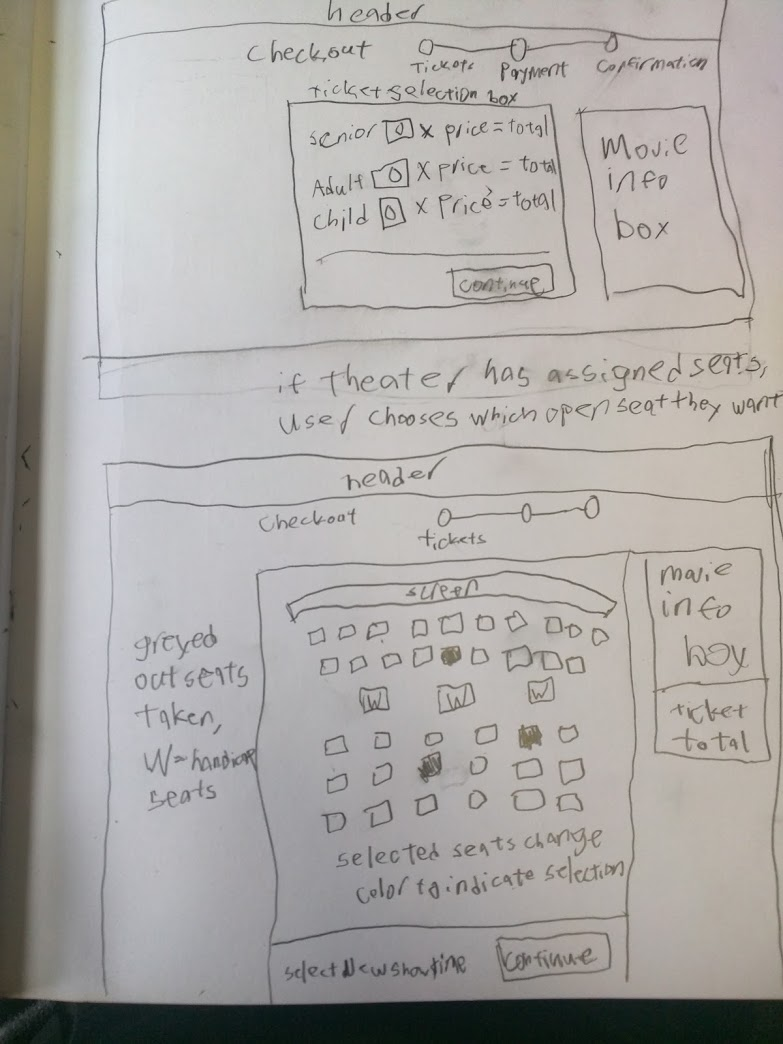 header
Checkout
Tickets Payment Confirmation
ticket selection box
senior 0 x price = total
Adult 0 x price = total
child 0 x Price = total
continue
Movie
info
box
if theater has assigned seats,
user chooses which open seat they want
header
checkout
tickets
screen
W W W
selected seats change
color to indicate selection
select New showtime continue
greyed
out seats
taken,
W = handicap
seats
movie
info
box
ticket
total